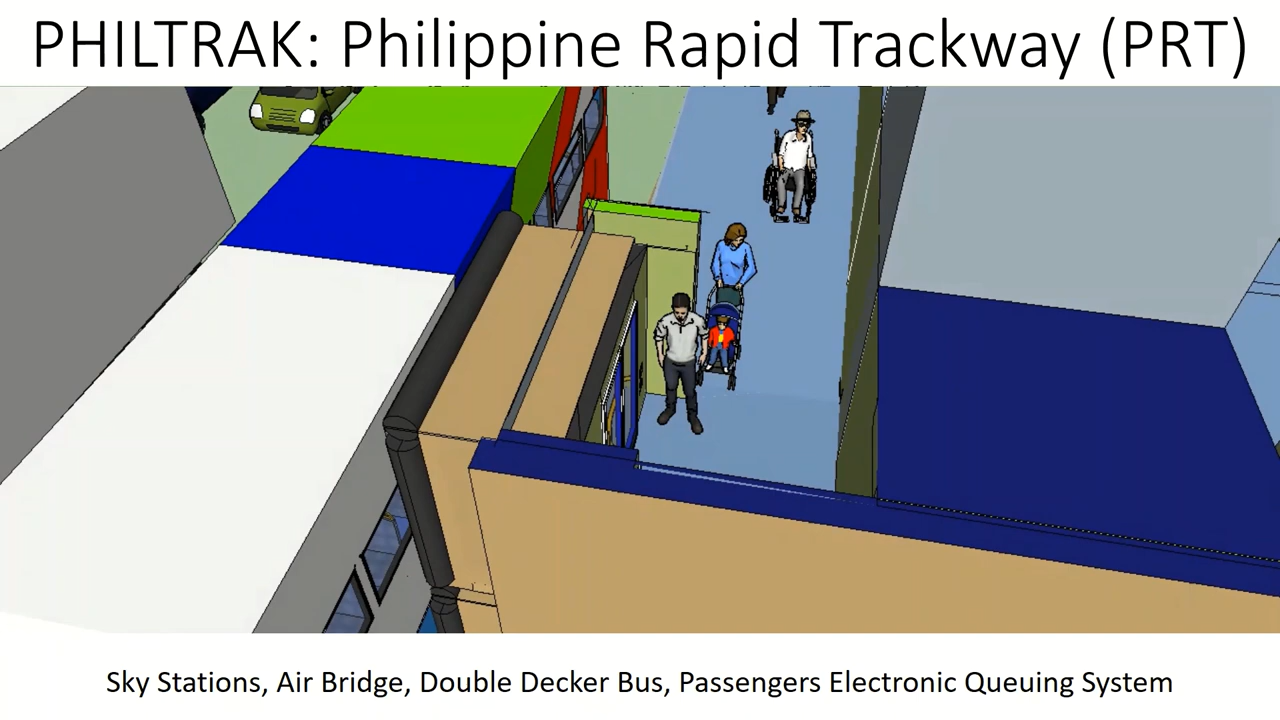 PHILTRAK: Philippine Rapid Trackway (PRT)
Sky Stations, Air Bridge, Double Decker Bus, Passengers Electronic Queuing System